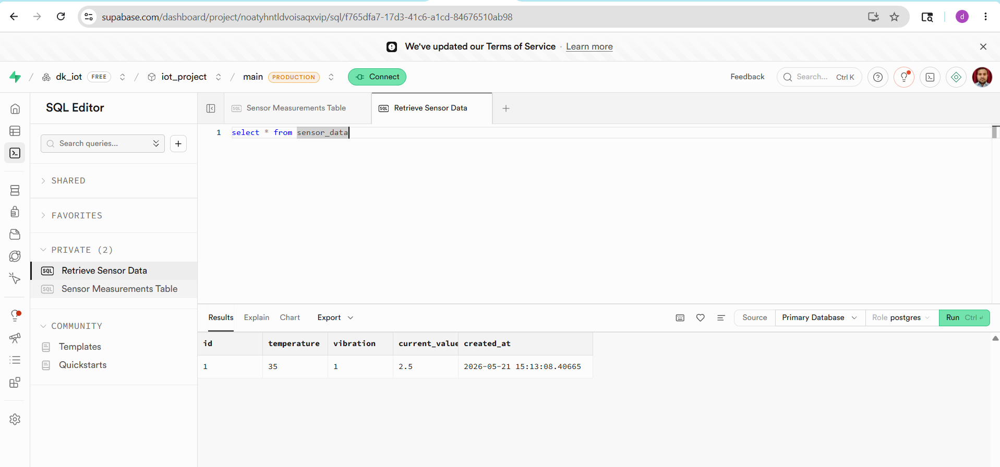 supabase.com/dashboard/project/noatyhntldvoisaqxvip/sql/f765dfa7-17d3-41c6-a1cd-84676510ab98
d
We've updated our Terms of Service · Learn more
/ dk_iot FREE / iot_project / main PRODUCTION Connect Feedback Search... Ctrl K
SQL Editor
SQL Sensor Measurements Table
SQL Retrieve Sensor Data
1 select * from sensor_data
Search queries...
SHARED
FAVORITES
PRIVATE (2)
SQL Retrieve Sensor Data
SQL Sensor Measurements Table
COMMUNITY
Templates
Quickstarts
Results Explain Chart Export Source Primary Database Role postgres Run Ctrl ↵
id temperature vibration current_value created_at
1 35 1 2.5 2026-05-21 15:13:08.40665